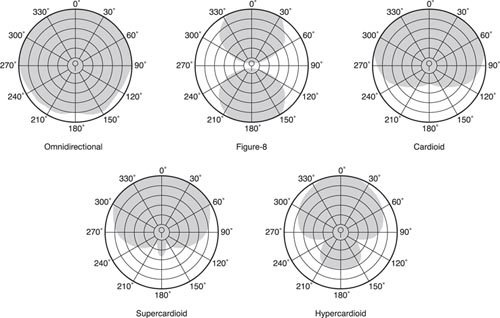 0° 0° 0°
330° 30° 330° 30° 330° 30°
300° 60° 300° 60° 300° 60°
270° 90° 270° 90° 270° 90°
240° 120° 240° 120° 240° 120°
210° 150° 210° 150° 210° 150°
180° 180° 180°
Omnidirectional Figure-8 Cardioid
0° 0°
330° 30° 330° 30°
300° 60° 300° 60°
270° 90° 270° 90°
240° 120° 240° 120°
210° 150° 210° 150°
180° 180°
Supercardioid Hypercardioid